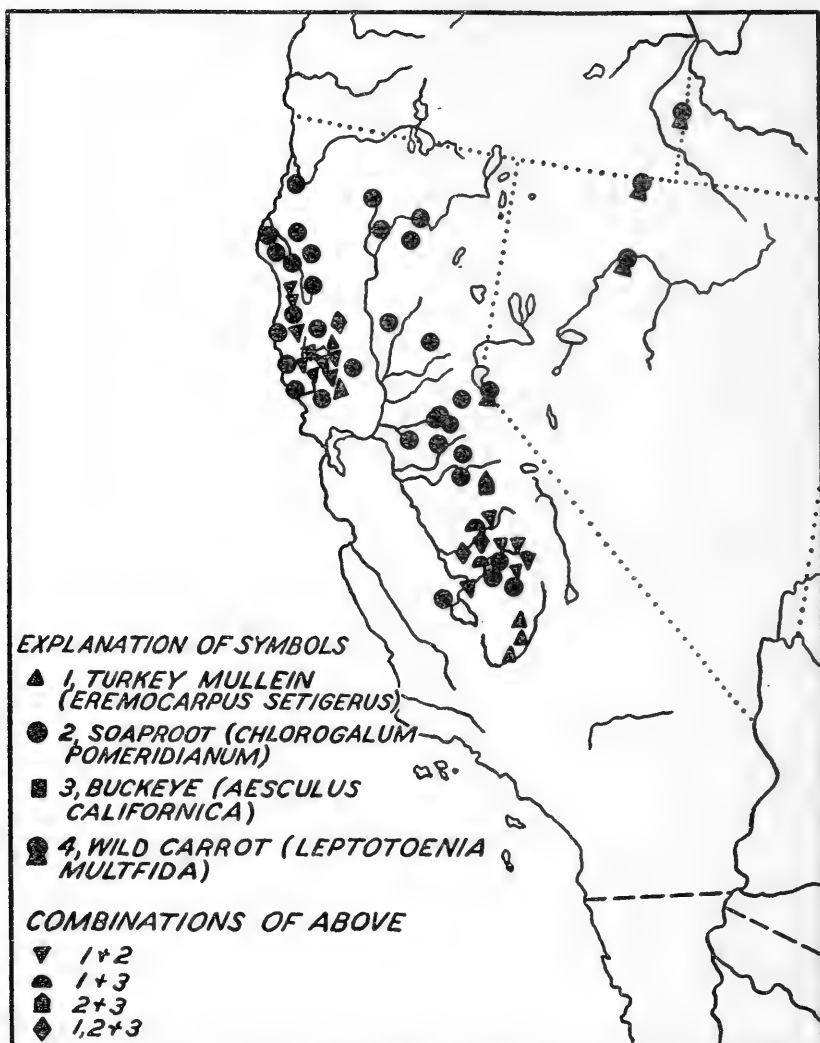 EXPLANATION OF SYMBOLS
1, TURKEY MULLEIN
(EREMOCARPUS SETIGERUS)
2, SOAPROOT (CHLOROGALUM
POMERIDIANUM)
3, BUCKEYE (AESCULUS
CALIFORNICA)
4, WILD CARROT (LEPTOTOENIA
MULTFIDA)
COMBINATIONS OF ABOVE
1+2
1+3
2+3
1,2+3